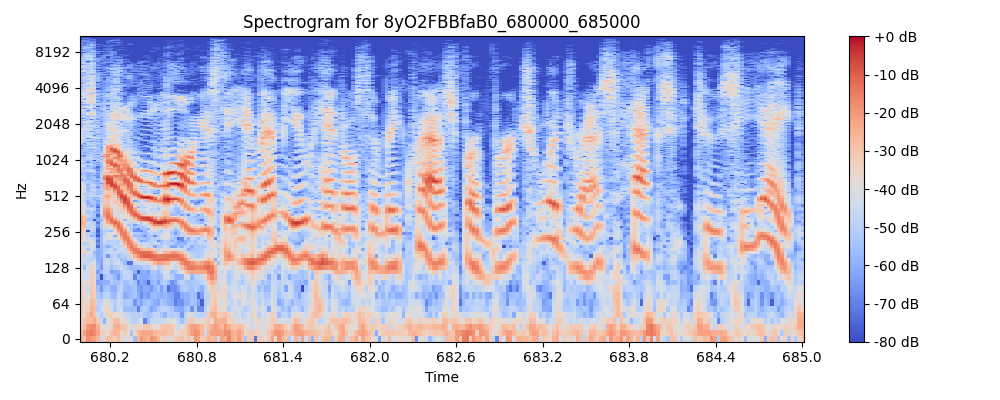 Spectrogram for 8yO2FBBfaB0_680000_685000
Hz
8192
4096
2048
1024
512
256
128
64
0
680.2 680.8 681.4 682.0 682.6 683.2 683.8 684.4 685.0
Time
+0 dB
-10 dB
-20 dB
-30 dB
-40 dB
-50 dB
-60 dB
-70 dB
-80 dB